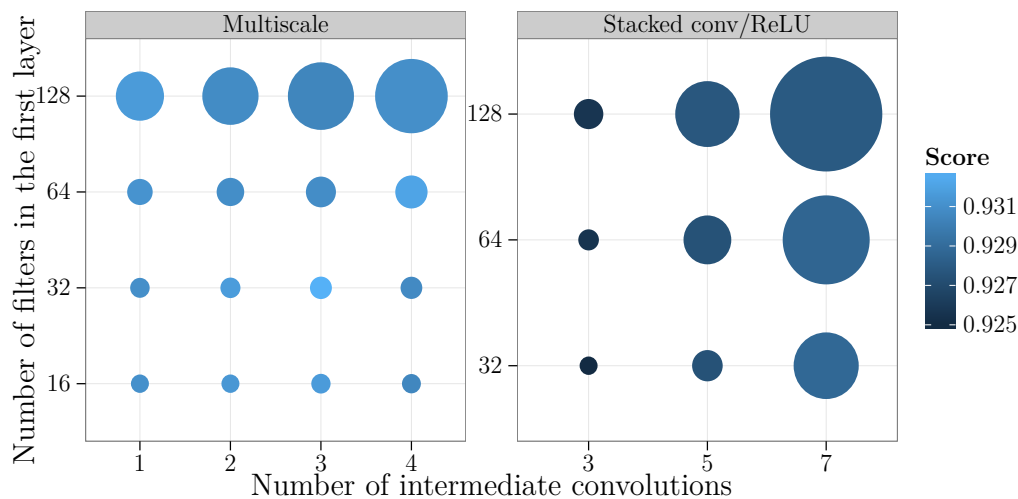 Multiscale
Stacked conv/ReLU
Number of filters in the first layer
128
64
32
16
1 2 3 4
128
64
32
3 5 7
Number of intermediate convolutions
Score
0.931
0.929
0.927
0.925